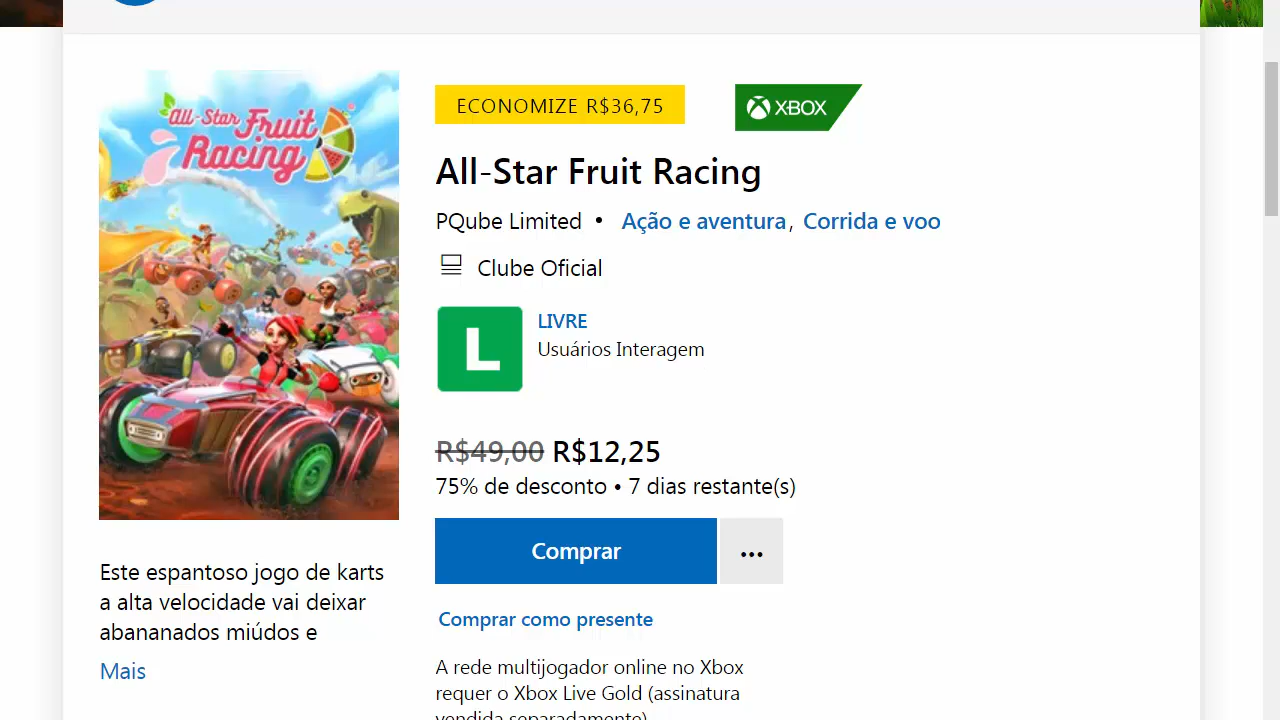 All-Star Fruit
Racing
ECONOMIZE R$36,75
XBOX
All-Star Fruit Racing
PQube Limited • Ação e aventura, Corrida e voo
Clube Oficial
L
LIVRE
Usuários Interagem
R$49,00 R$12,25
75% de desconto • 7 dias restante(s)
Comprar
...
Comprar como presente
Este espantoso jogo de karts
a alta velocidade vai deixar
abananados miúdos e
Mais
A rede multijogador online no Xbox
requer o Xbox Live Gold (assinatura
vendida separadamente)